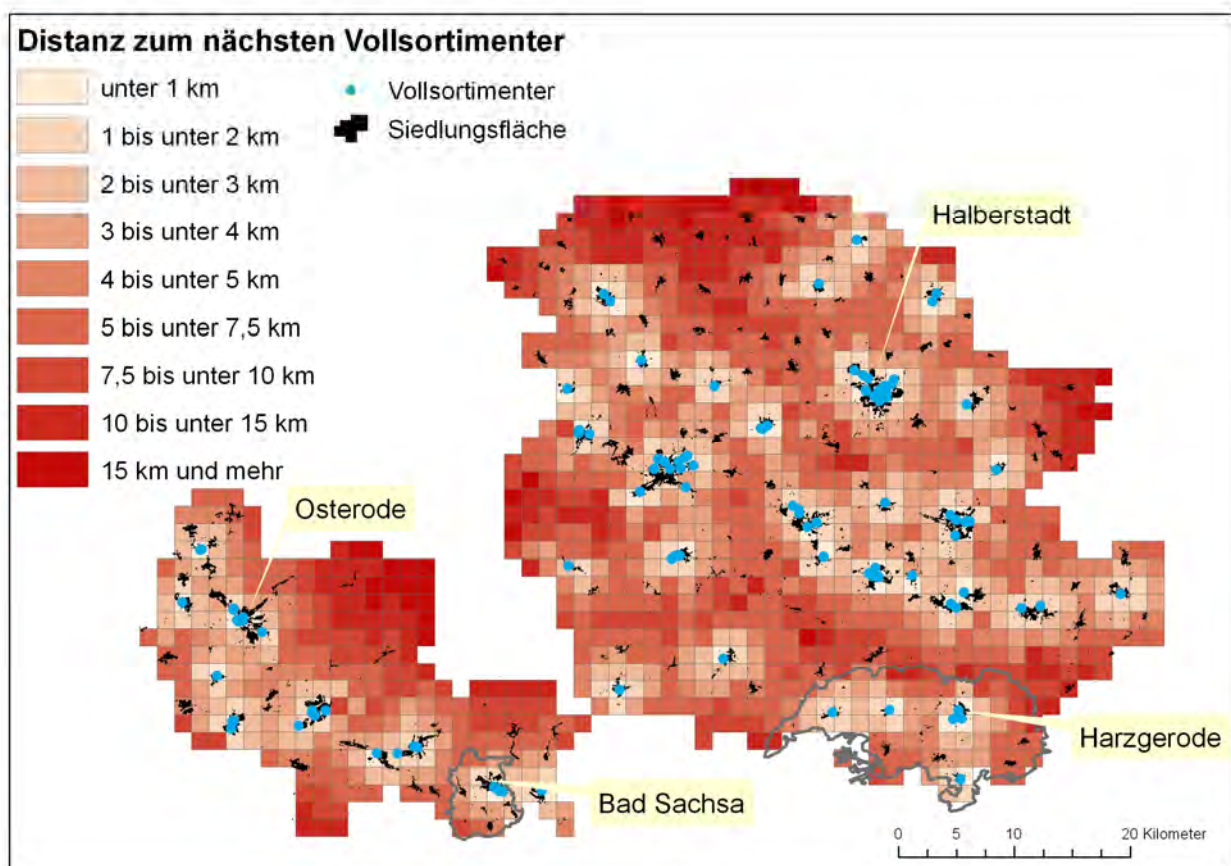 Distanz zum nächsten Vollsortimenter
unter 1 km
1 bis unter 2 km
2 bis unter 3 km
3 bis unter 4 km
4 bis unter 5 km
5 bis unter 7,5 km
7,5 bis unter 10 km
10 bis unter 15 km
15 km und mehr
Vollsortimenter
Siedlungsfläche
Halberstadt
Osterode
Harzgerode
Bad Sachsa
0 5 10 20 Kilometer